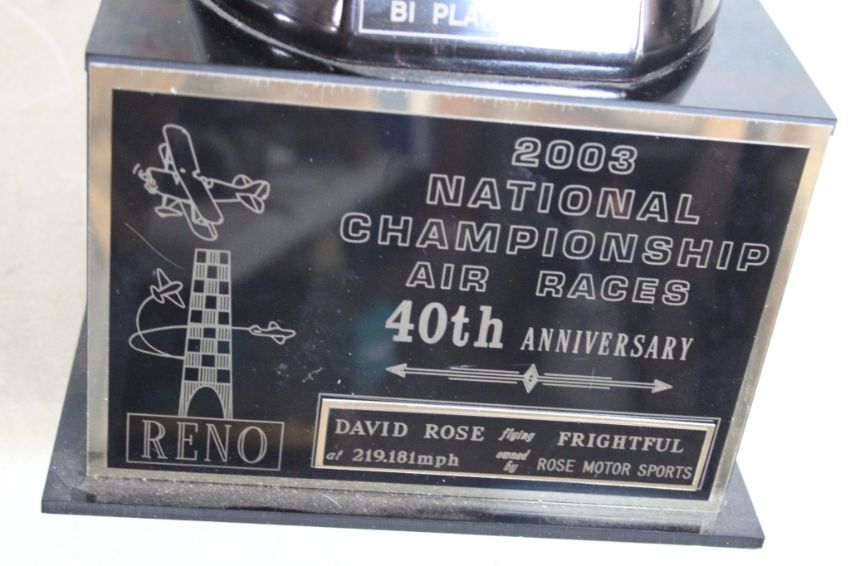 BI PLA
2003
NATIONAL
CHAMPIONSHIP
AIR RACES
40th ANNIVERSARY
RENO
DAVID ROSE flying FRIGHTFUL
at 219.181mph owned by ROSE MOTOR SPORTS